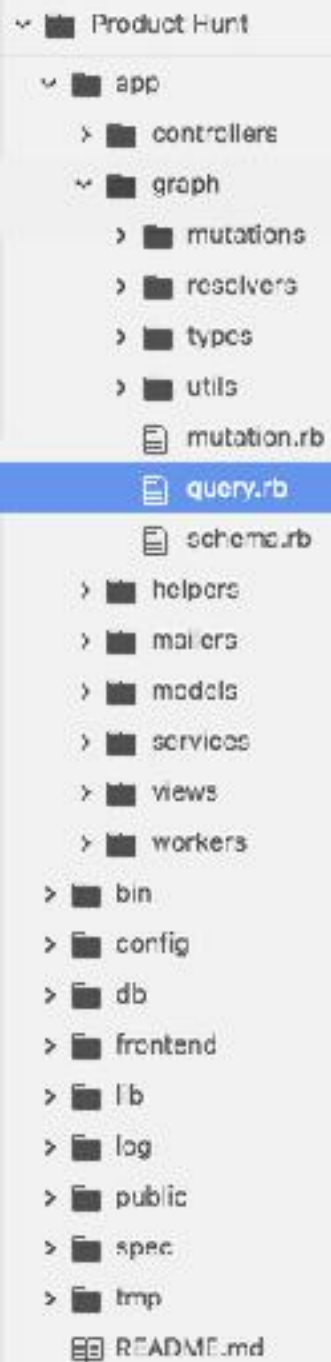 Product Hunt
app
controllers
graph
mutations
resolvers
types
utils
mutation.rb
query.rb
schema.rb
helpers
mailers
models
services
views
workers
bin
config
db
frontend
lib
log
public
spec
tmp
README.md